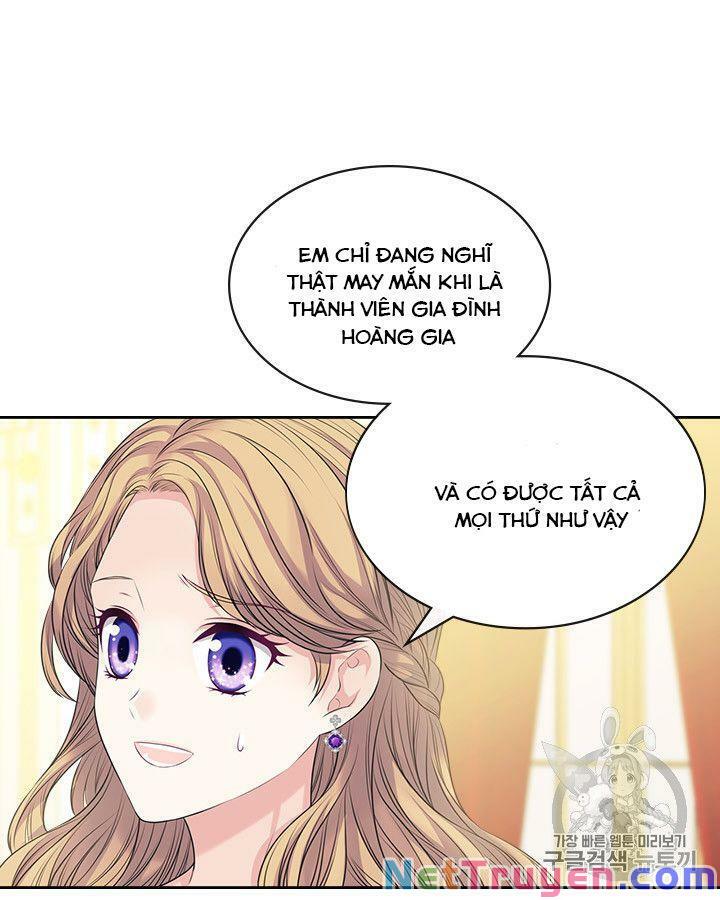 EM CHỈ ĐANG NGHĨ
THẬT MAY MẮN KHI LÀ
THÀNH VIÊN GIA ĐÌNH
HOÀNG GIA
VÀ CÓ ĐƯỢC TẤT CẢ
MỌI THỨ NHƯ VẬY
가장 빠른 웹툰 미리보기
구글검색 뉴토끼
NetTruyen.com